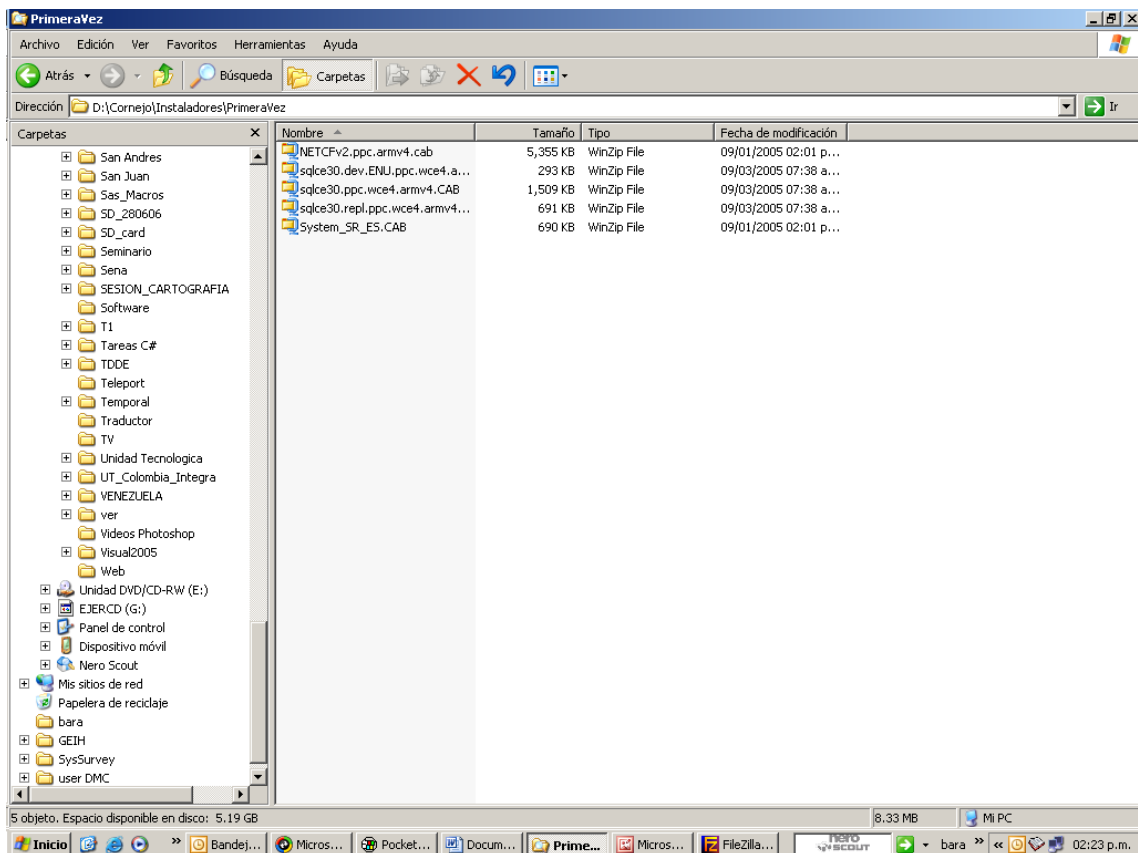 PrimeraVez
Archivo Edición Ver Favoritos Herramientas Ayuda
Atrás Búsqueda Carpetas
Dirección D:\Cornejo\Instaladores\PrimeraVez Ir
Carpetas
San Andres
San Juan
Sas_Macros
SD_280606
SD_card
Seminario
Sena
SESION_CARTOGRAFIA
Software
T1
Tareas C#
TDDE
Teleport
Temporal
Traductor
TV
Unidad Tecnologica
UT_Colombia_Integra
VENEZUELA
ver
Videos Photoshop
Visual2005
Web
Unidad DVD/CD-RW (E:)
EJERCD (G:)
Panel de control
Dispositivo móvil
Nero Scout
Mis sitios de red
Papelera de reciclaje
bara
GEIH
SysSurvey
user DMC
Nombre Tamaño Tipo Fecha de modificación
NETCFv2.ppc.armv4.cab 5,355 KB WinZip File 09/01/2005 02:01 p...
sqlce30.dev.ENU.ppc.wce4.a... 293 KB WinZip File 09/03/2005 07:38 a...
sqlce30.ppc.wce4.armv4.CAB 1,509 KB WinZip File 09/03/2005 07:38 a...
sqlce30.repl.ppc.wce4.armv4... 691 KB WinZip File 09/03/2005 07:38 a...
System_SR_ES.CAB 690 KB WinZip File 09/01/2005 02:01 p...
5 objeto. Espacio disponible en disco: 5.19 GB 8.33 MB Mi PC
Inicio » Bandej... Micros... Pocket... Docum... Prime... Micros... FileZilla... nero SCOUT bara » « 02:23 p.m.